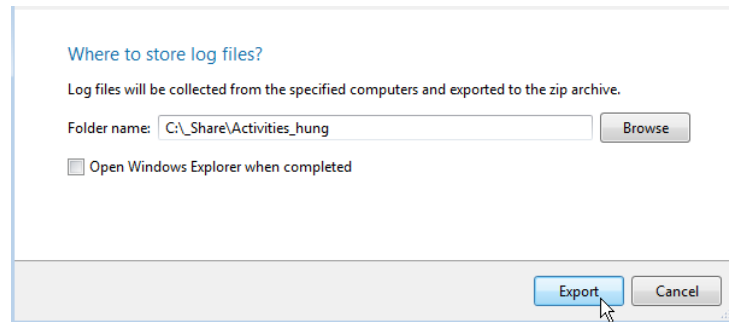 Where to store log files?
Log files will be collected from the specified computers and exported to the zip archive.
Folder name: C:\_Share\Activities_hung Browse
Open Windows Explorer when completed
Export Cancel